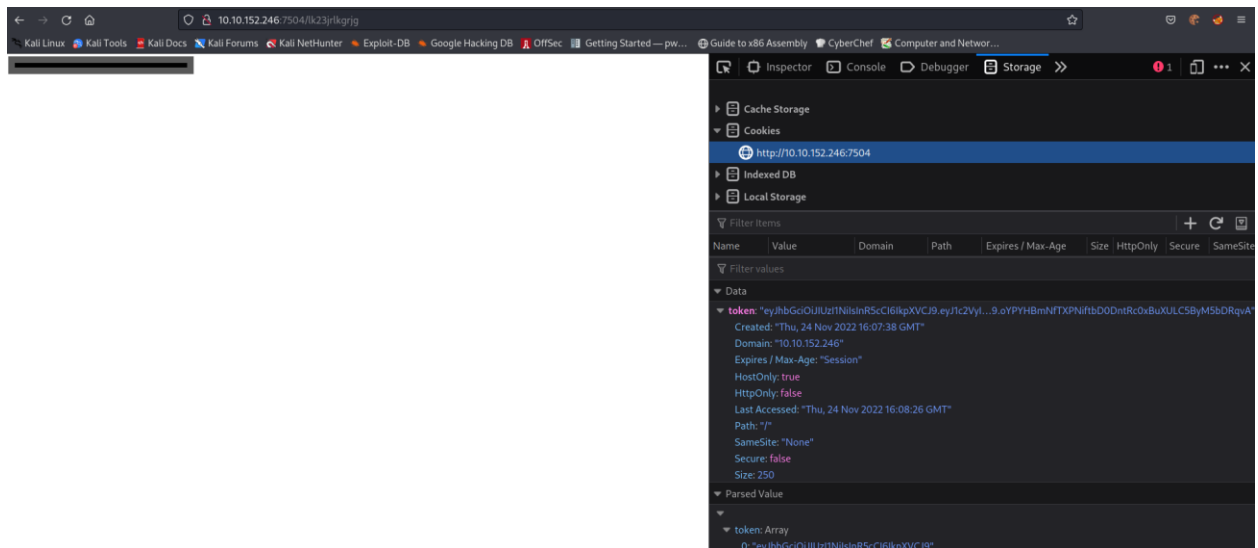 10.10.152.246:7504/lk23jrlkgrjg
Kali Linux Kali Tools Kali Docs Kali Forums Kali NetHunter Exploit-DB Google Hacking DB OffSec Getting Started — pw... Guide to x86 Assembly CyberChef Computer and Networ...
Inspector Console Debugger Storage 1
Cache Storage
Cookies
http://10.10.152.246:7504
Indexed DB
Local Storage
Filter Items
Name Value Domain Path Expires / Max-Age Size HttpOnly Secure SameSite
Filter values
Data
token: "eyJhbGciOiJIUzI1NiIsInR5cCI6IkpXVCJ9.eyJ1c2VyI...9.oYPYHBmNfTXPNiftbD0DntRc0xBuXULC5ByM5bDRqvA"
Created: "Thu, 24 Nov 2022 16:07:38 GMT"
Domain: "10.10.152.246"
Expires / Max-Age: "Session"
HostOnly: true
HttpOnly: false
Last Accessed: "Thu, 24 Nov 2022 16:08:26 GMT"
Path: "/"
SameSite: "None"
Secure: false
Size: 250
Parsed Value
token: Array
0: "eyJhbGciOiJIUzI1NiIsInR5cCI6IkpXVCJ9"